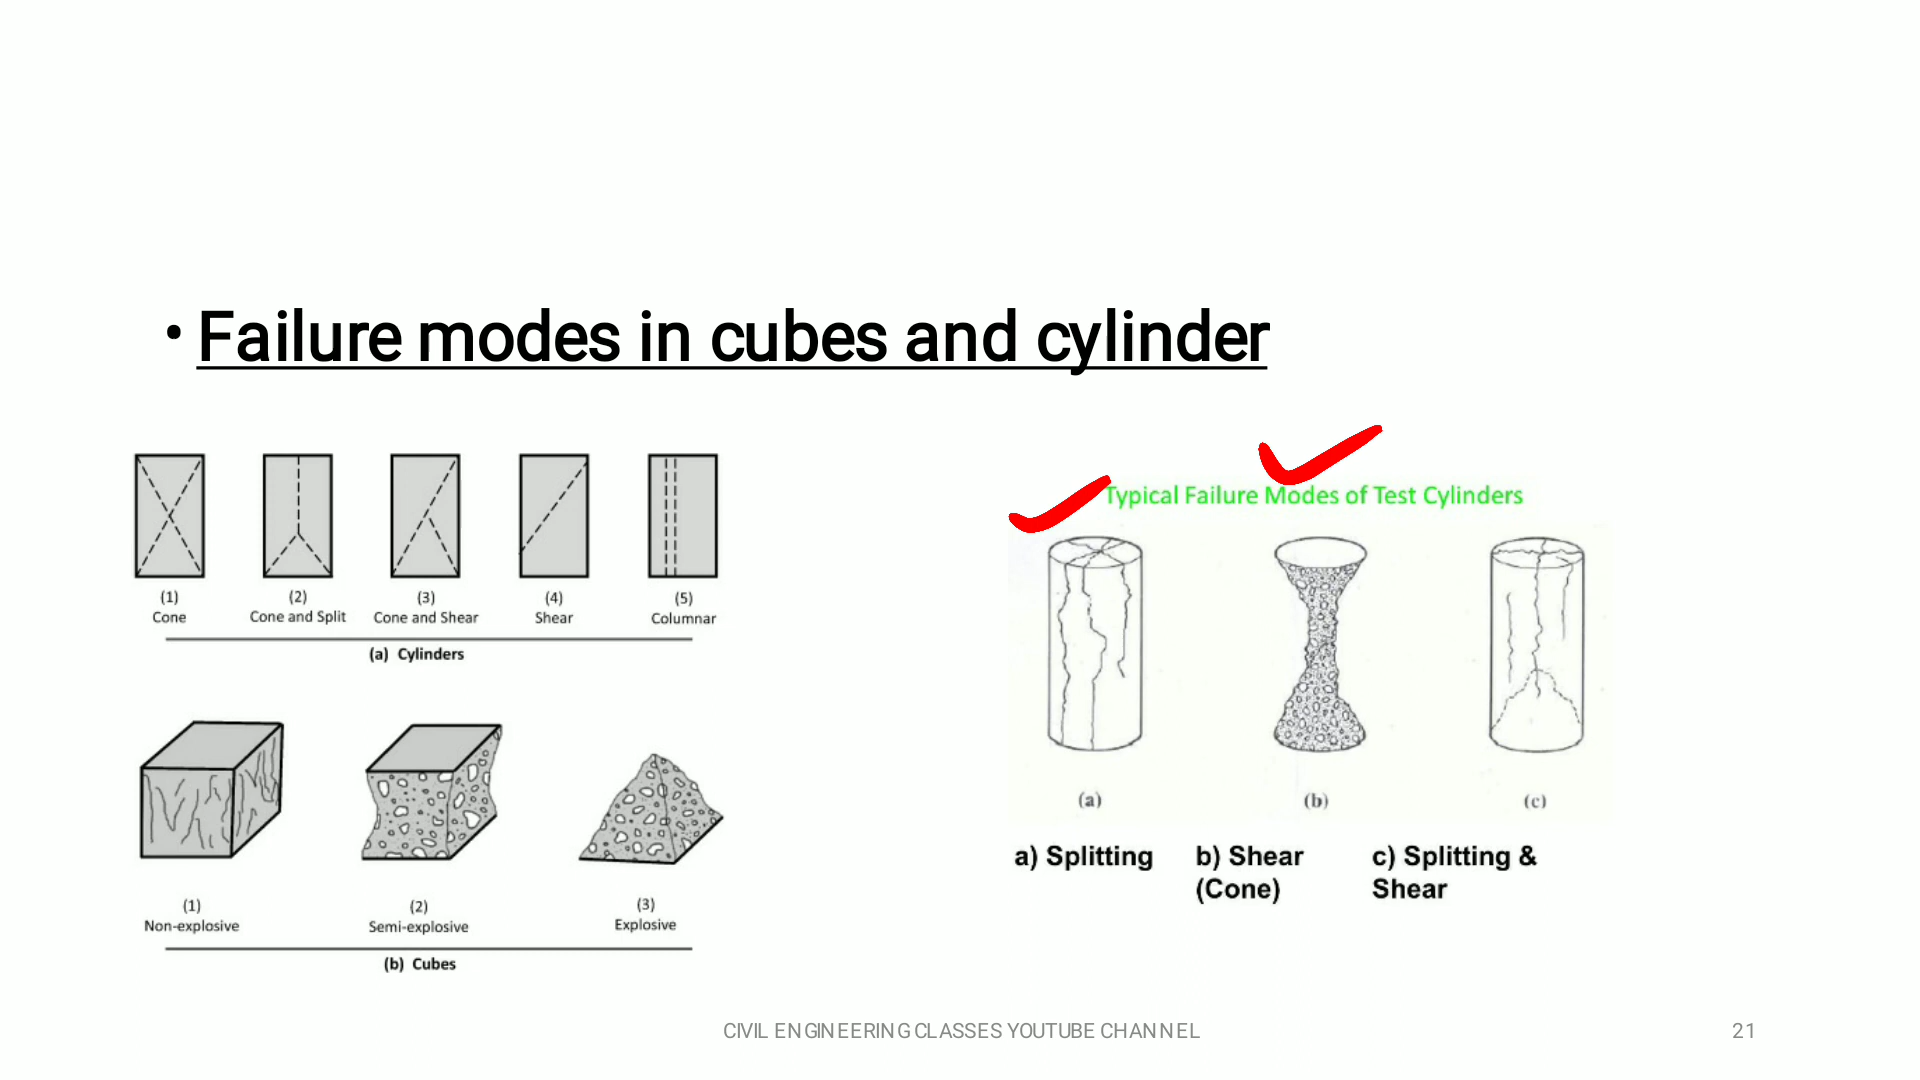 • Failure modes in cubes and cylinder
(1) (2) (3) (4) (5)
Cone Cone and Split Cone and Shear Shear Columnar
(a) Cylinders
(1) (2) (3)
Non-explosive Semi-explosive Explosive
(b) Cubes
Typical Failure Modes of Test Cylinders
(a) (b) (c)
a) Splitting b) Shear c) Splitting &
(Cone) Shear
CIVIL ENGINEERING CLASSES YOUTUBE CHANNEL
21